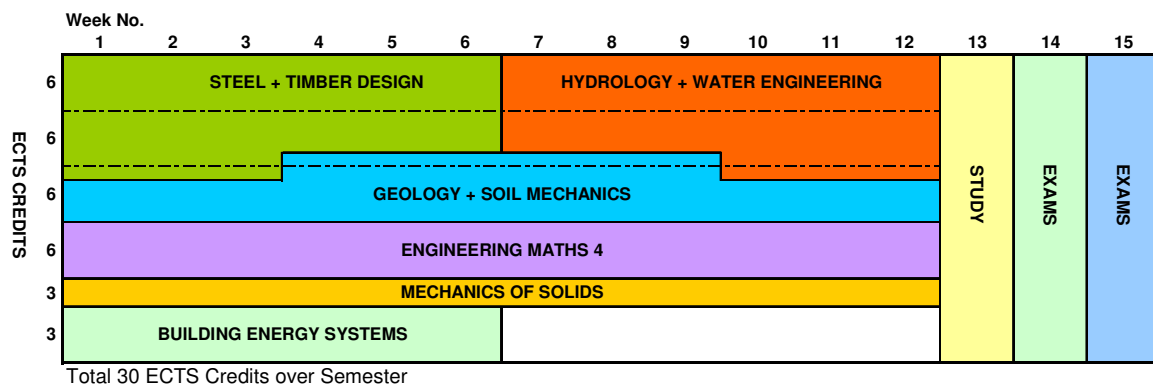 Week No.
1 2 3 4 5 6 7 8 9 10 11 12 13 14 15
ECTS CREDITS
6 STEEL + TIMBER DESIGN HYDROLOGY + WATER ENGINEERING
6
6 GEOLOGY + SOIL MECHANICS
6 ENGINEERING MATHS 4
3 MECHANICS OF SOLIDS
3 BUILDING ENERGY SYSTEMS
STUDY
EXAMS
EXAMS
Total 30 ECTS Credits over Semester